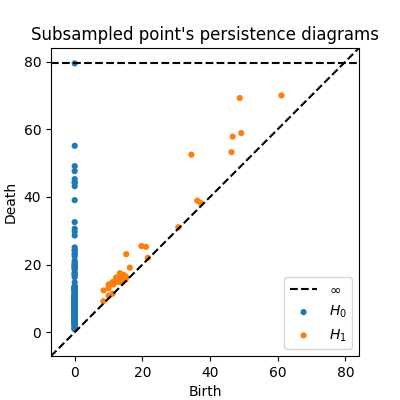 Subsampled point's persistence diagrams
80
60
40
20
0
Death
0 20 40 60 80
Birth
∞
H₀
H₁